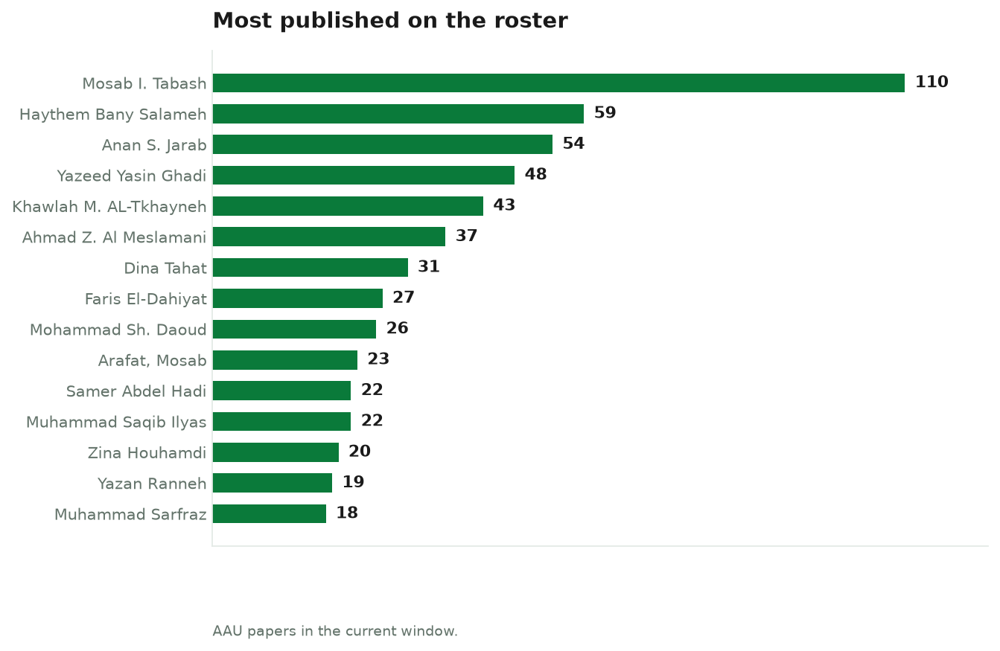 Most published on the roster
Mosab I. Tabash 110
Haythem Bany Salameh 59
Anan S. Jarab 54
Yazeed Yasin Ghadi 48
Khawlah M. AL-Tkhayneh 43
Ahmad Z. Al Meslamani 37
Dina Tahat 31
Faris El-Dahiyat 27
Mohammad Sh. Daoud 26
Arafat, Mosab 23
Samer Abdel Hadi 22
Muhammad Saqib Ilyas 22
Zina Houhamdi 20
Yazan Ranneh 19
Muhammad Sarfraz 18
AAU papers in the current window.